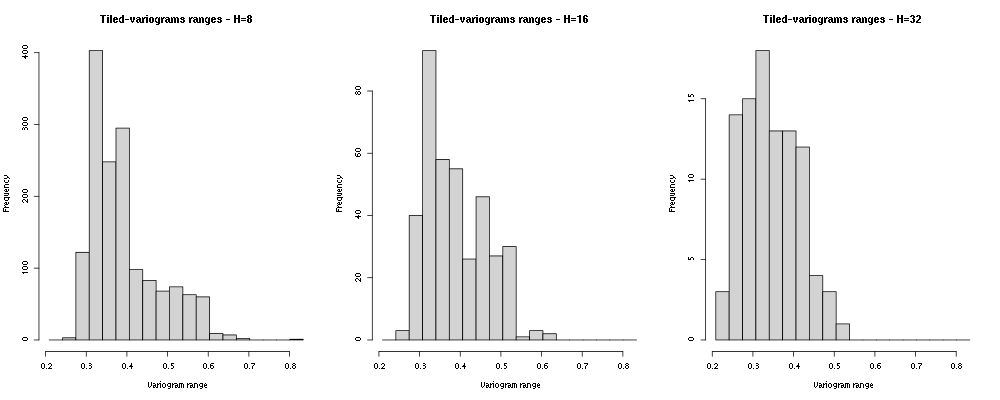 Tiled-variograms ranges - H=8
Frequency
400
300
200
100
0
0.2 0.3 0.4 0.5 0.6 0.7 0.8
Variogram range
Tiled-variograms ranges - H=16
Frequency
80
60
40
20
0
0.2 0.3 0.4 0.5 0.6 0.7 0.8
Variogram range
Tiled-variograms ranges - H=32
Frequency
15
10
5
0
0.2 0.3 0.4 0.5 0.6 0.7 0.8
Variogram range